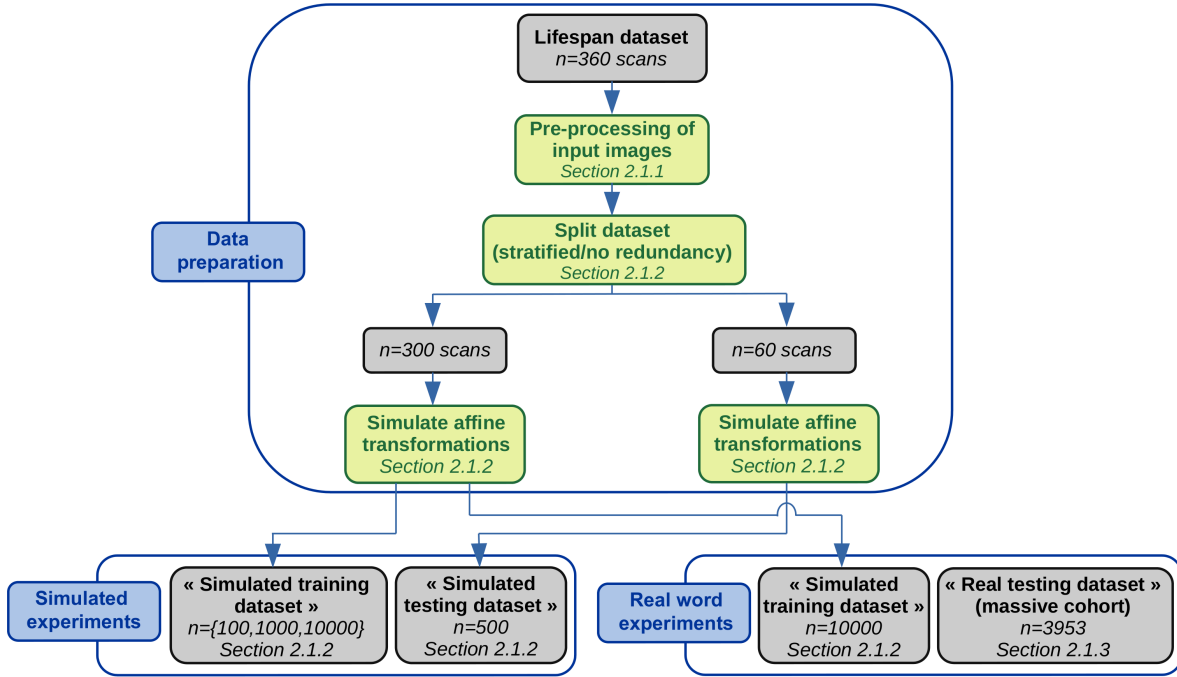 Lifespan dataset
n=360 scans
Pre-processing of
input images
Section 2.1.1
Split dataset
(stratified/no redundancy)
Section 2.1.2
Data
preparation
n=300 scans
n=60 scans
Simulate affine
transformations
Section 2.1.2
Simulate affine
transformations
Section 2.1.2
Simulated
experiments
« Simulated training
dataset »
n={100,1000,10000}
Section 2.1.2
« Simulated
testing dataset »
n=500
Section 2.1.2
Real word
experiments
« Simulated
training dataset »
n=10000
Section 2.1.2
« Real testing dataset »
(massive cohort)
n=3953
Section 2.1.3